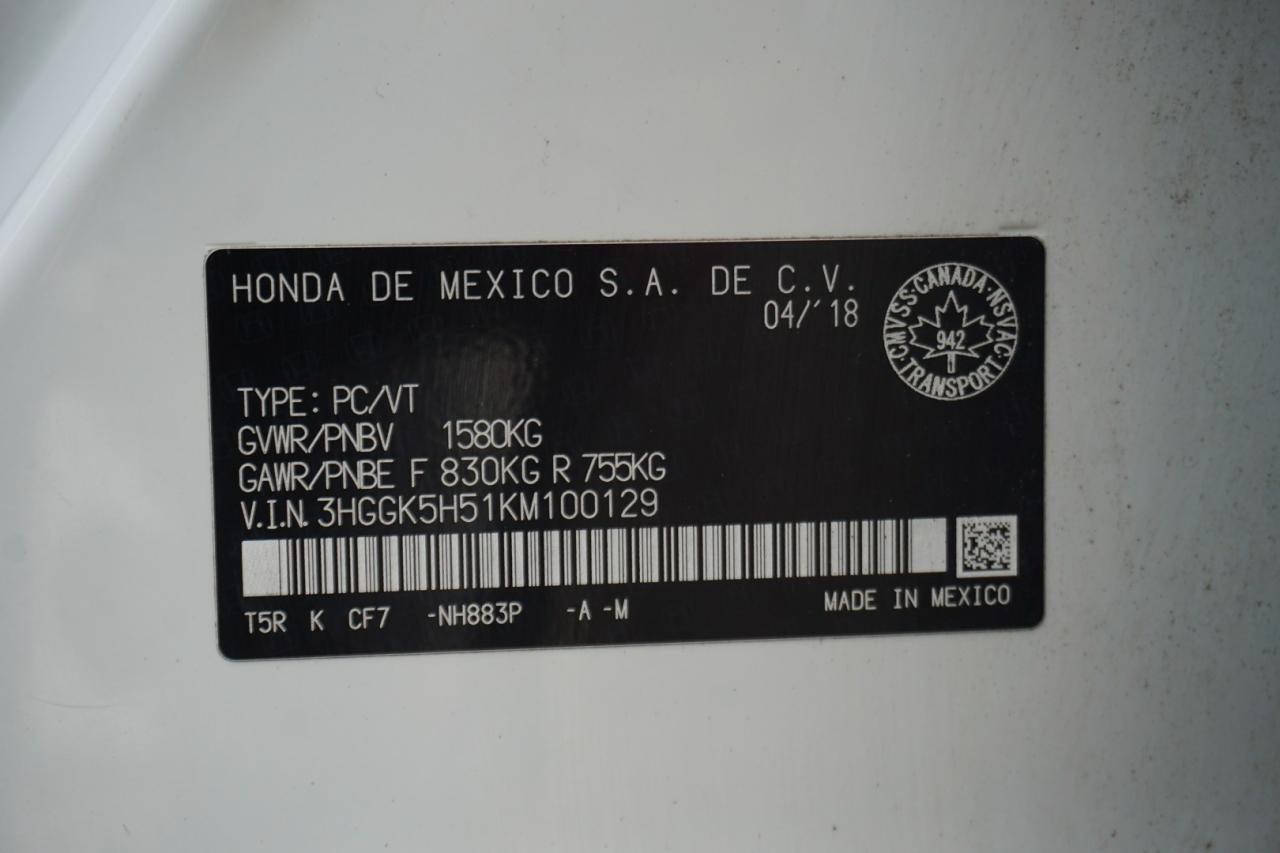 HONDA DE MEXICO S.A. DE C.V.
04/'18
CMVSS·CANADA·NSVAC·TRANSPORT·
942
TYPE: PC/VT
GVWR/PNBV 1580KG
GAWR/PNBE F 830KG R 755KG
V.I.N. 3HGGK5H51KM100129
T5R K CF7 -NH883P -A -M
MADE IN MEXICO